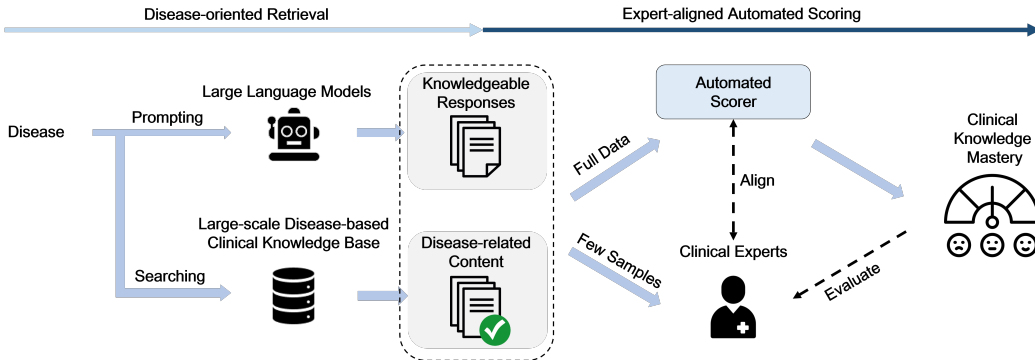 Disease-oriented Retrieval
Expert-aligned Automated Scoring
Disease
Prompting
Large Language Models
Knowledgeable
Responses
Searching
Large-scale Disease-based
Clinical Knowledge Base
Disease-related
Content
Full Data
Few Samples
Automated
Scorer
Align
Clinical Experts
Clinical
Knowledge
Mastery
Evaluate